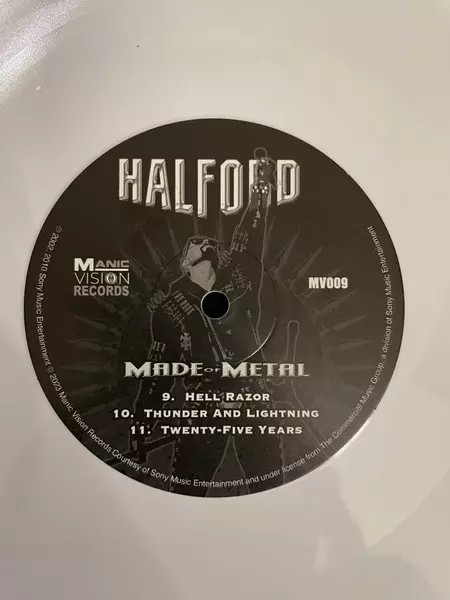 HALFORD
MANIC
VISION
RECORDS
MV009
MADE OF METAL
9. HELL RAZOR
10. THUNDER AND LIGHTNING
11. TWENTY-FIVE YEARS
℗ 2002, 2010 Sony Music Entertainment © 2023 Manic Vision Records Courtesy of Sony Music Entertainment and under license from The Commercial Music Group, a division of Sony Music Entertainment